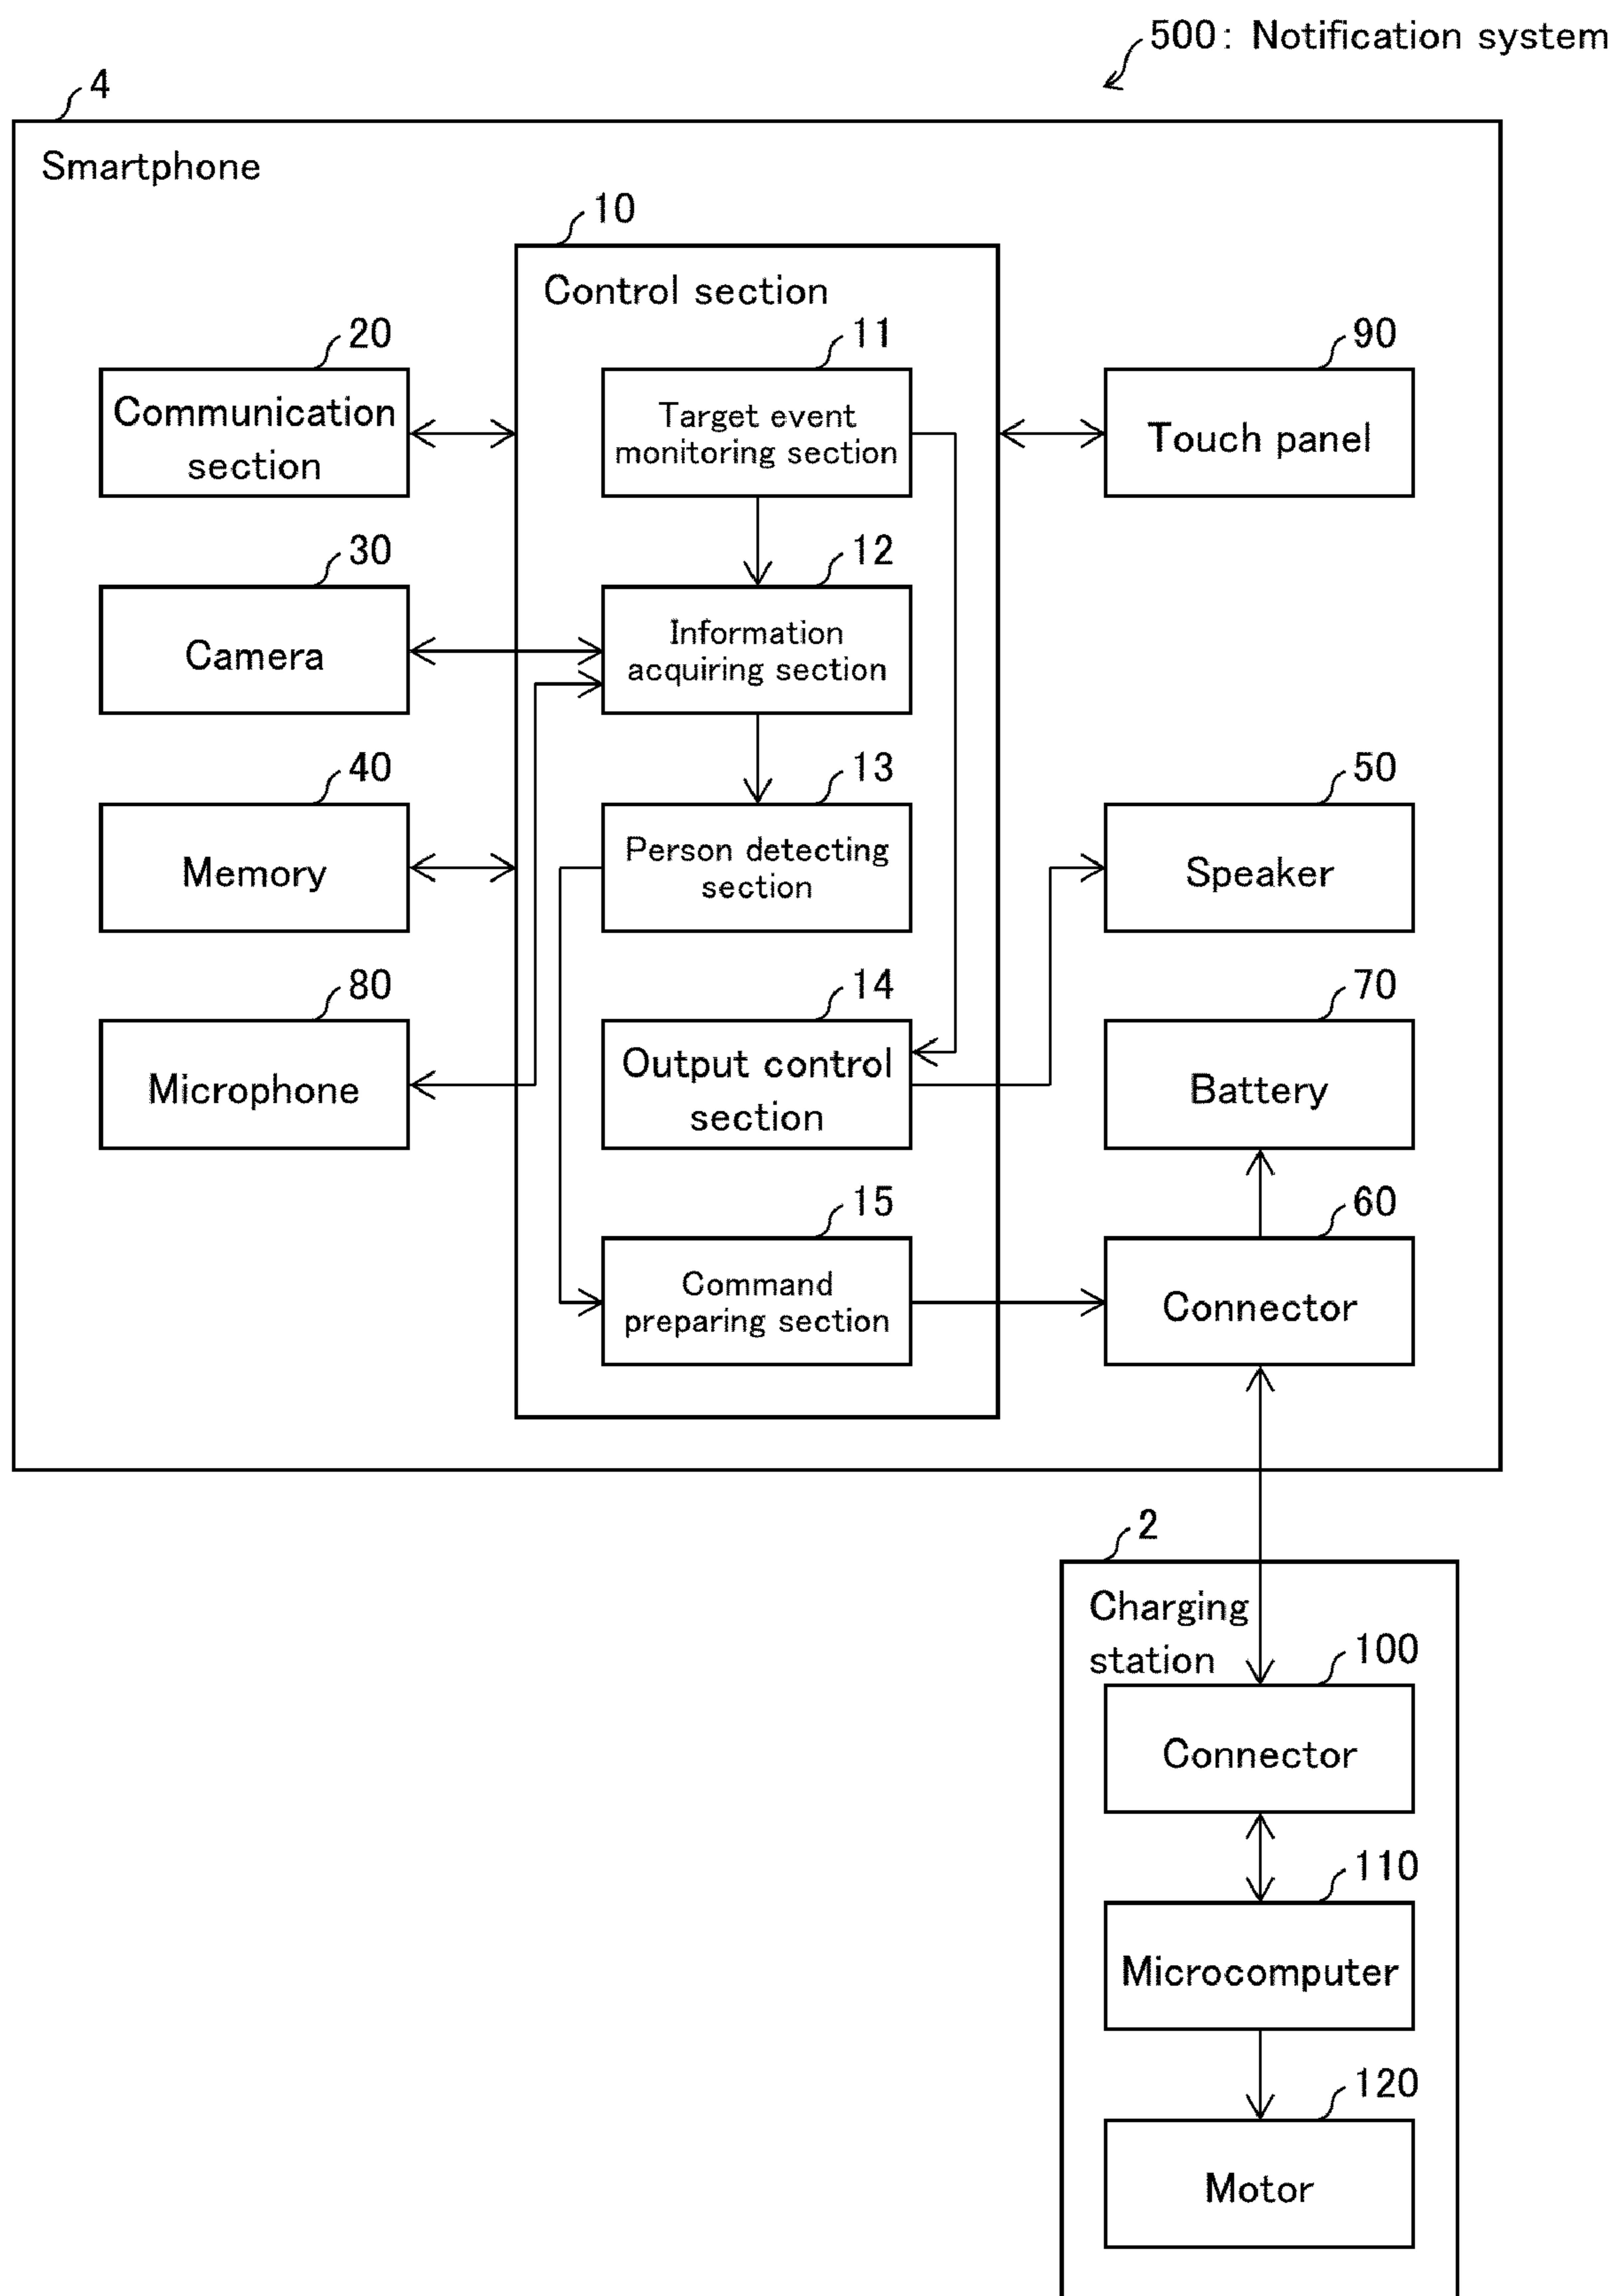 500: Notification system
4
Smartphone
10
Control section
20
Communication
section
11
Target event
monitoring section
90
Touch panel
30
Camera
12
Information
acquiring section
40
Memory
13
Person detecting
section
50
Speaker
80
Microphone
14
Output control
section
70
Battery
15
Command
preparing section
60
Connector
2
Charging
station
100
Connector
110
Microcomputer
120
Motor